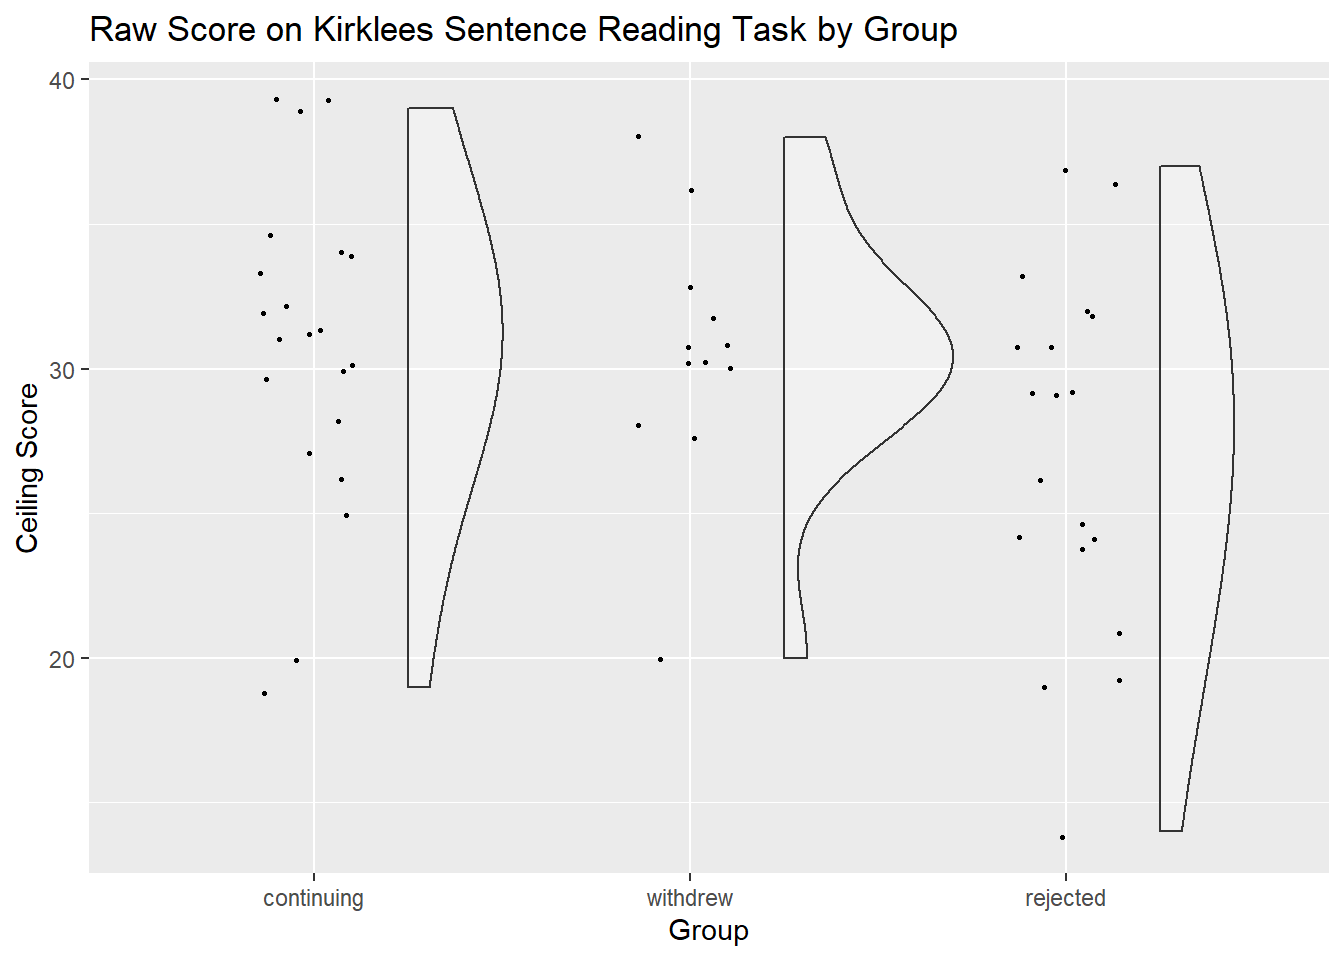 Raw Score on Kirklees Sentence Reading Task by Group
40
30
20
Ceiling Score
continuing withdrew rejected
Group